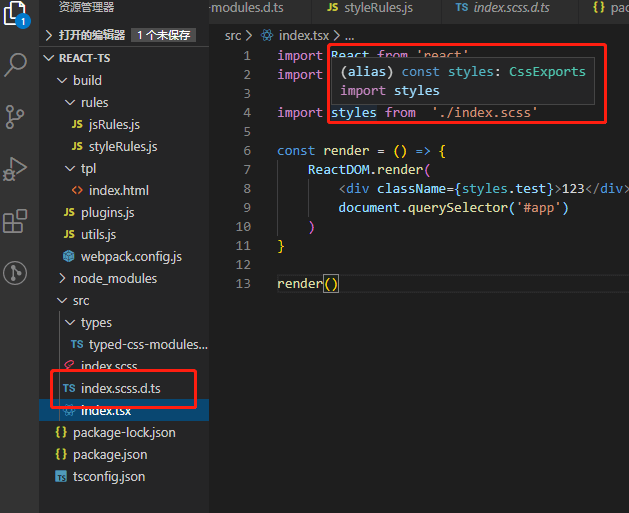 资源管理器
-modules.d.ts
JS styleRules.js
TS index.scss.d.ts
{}
1
打开的编辑器 1 个未保存
src > index.tsx > ...
REACT-TS
build
rules
JS jsRules.js
JS styleRules.js
tpl
<> index.html
JS plugins.js
JS utils.js
webpack.config.js
node_modules
src
types
TS typed-css-modules...
index.scss
TS index.scss.d.ts
index.tsx
{} package-lock.json
{} package.json
TS tsconfig.json
1 import React from 'react'
2 import
(alias) const styles: CssExports
import styles
3
4 import styles from './index.scss'
5
6 const render = () => {
7 ReactDOM.render(
8 <div className={styles.test}>123</div>
9 document.querySelector('#app')
10 )
11 }
12
13 render()